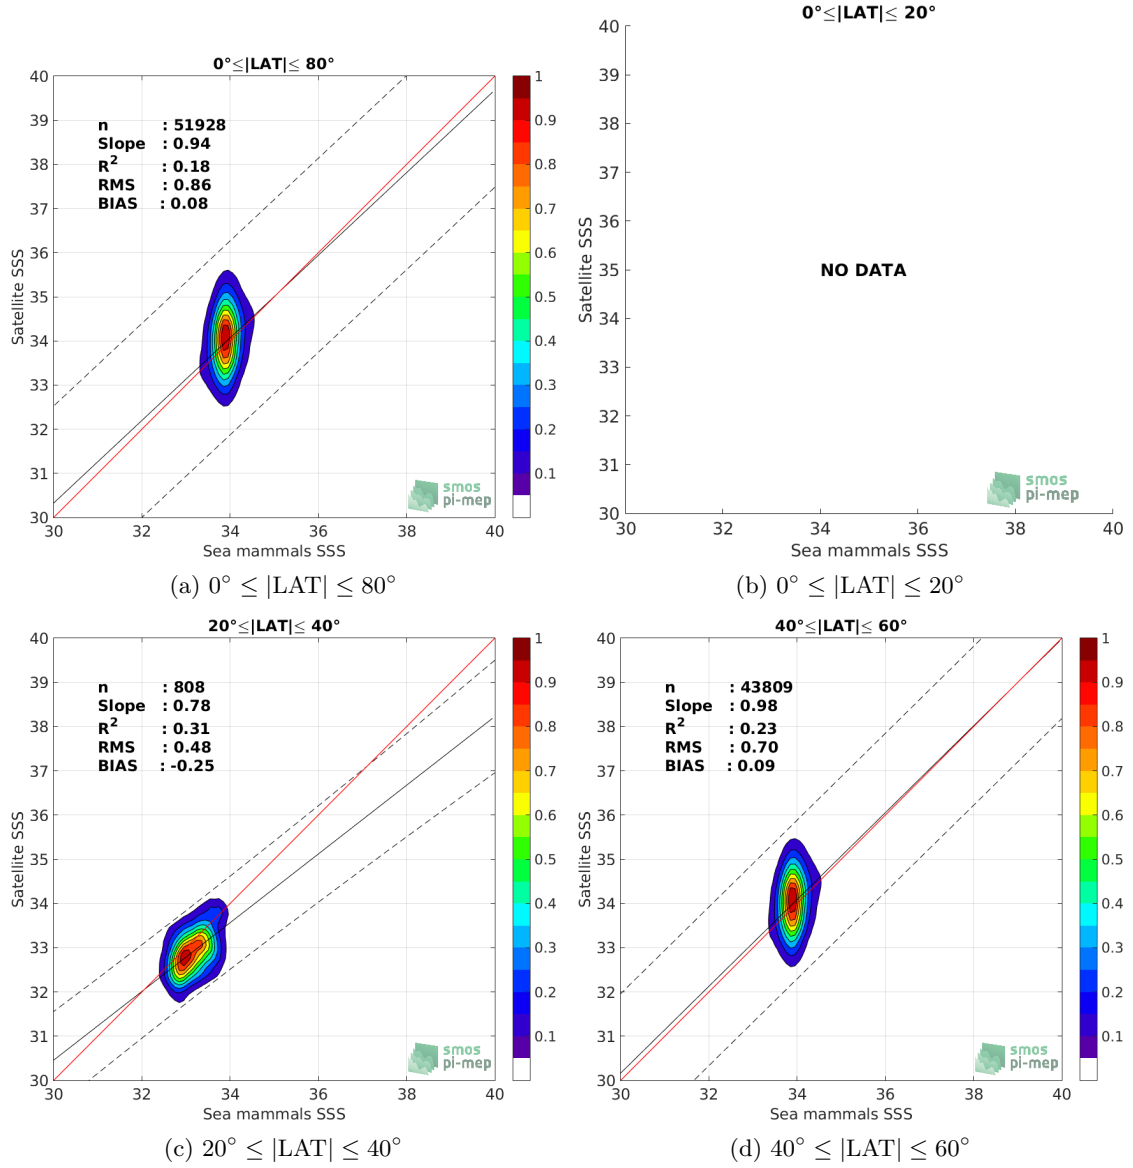 0°≤|LAT|≤ 80°
40
39
38
37
36
35
34
33
32
31
30
Satellite SSS
n : 51928
Slope : 0.94
R² : 0.18
RMS : 0.86
BIAS : 0.08
1
0.9
0.8
0.7
0.6
0.5
0.4
0.3
0.2
0.1
smos
pi-mep
30 32 34 36 38 40
Sea mammals SSS
(a) 0° ≤ |LAT| ≤ 80°
0°≤|LAT|≤ 20°
40
39
38
37
36
35
34
33
32
31
30
Satellite SSS
NO DATA
smos
pi-mep
30 32 34 36 38 40
Sea mammals SSS
(b) 0° ≤ |LAT| ≤ 20°
20°≤|LAT|≤ 40°
40
39
38
37
36
35
34
33
32
31
30
Satellite SSS
n : 808
Slope : 0.78
R² : 0.31
RMS : 0.48
BIAS : -0.25
1
0.9
0.8
0.7
0.6
0.5
0.4
0.3
0.2
0.1
smos
pi-mep
30 32 34 36 38 40
Sea mammals SSS
(c) 20° ≤ |LAT| ≤ 40°
40°≤|LAT|≤ 60°
40
39
38
37
36
35
34
33
32
31
30
Satellite SSS
n : 43809
Slope : 0.98
R² : 0.23
RMS : 0.70
BIAS : 0.09
1
0.9
0.8
0.7
0.6
0.5
0.4
0.3
0.2
0.1
smos
pi-mep
30 32 34 36 38 40
Sea mammals SSS
(d) 40° ≤ |LAT| ≤ 60°